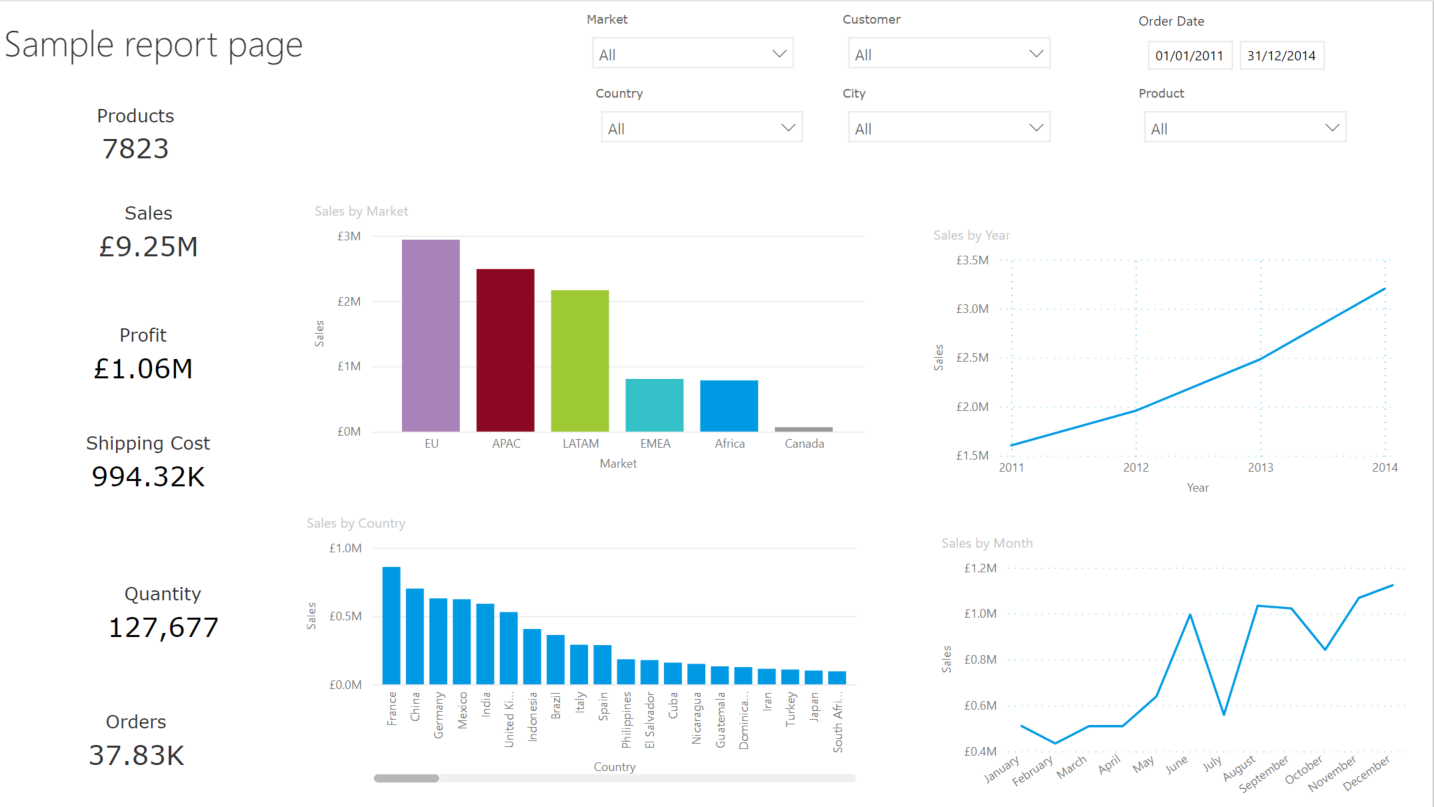 Sample report page
Market
All
Customer
All
Order Date
01/01/2011 31/12/2014
Country
All
City
All
Product
All
Products
7823
Sales
£9.25M
Profit
£1.06M
Shipping Cost
994.32K
Quantity
127,677
Orders
37.83K
Sales by Market
£3M
£2M
£1M
£0M
Sales
EU APAC LATAM EMEA Africa Canada
Market
Sales by Year
£3.5M
£3.0M
£2.5M
£2.0M
£1.5M
Sales
2011 2012 2013 2014
Year
Sales by Country
£1.0M
£0.5M
£0.0M
Sales
France
China
Germany
Mexico
India
United Ki...
Indonesia
Brazil
Italy
Spain
Philippines
El Salvador
Cuba
Nicaragua
Guatemala
Dominica...
Iran
Turkey
Japan
South Afri...
Country
Sales by Month
£1.2M
£1.0M
£0.8M
£0.6M
£0.4M
Sales
January
February
March
April
May
June
July
August
September
October
November
December